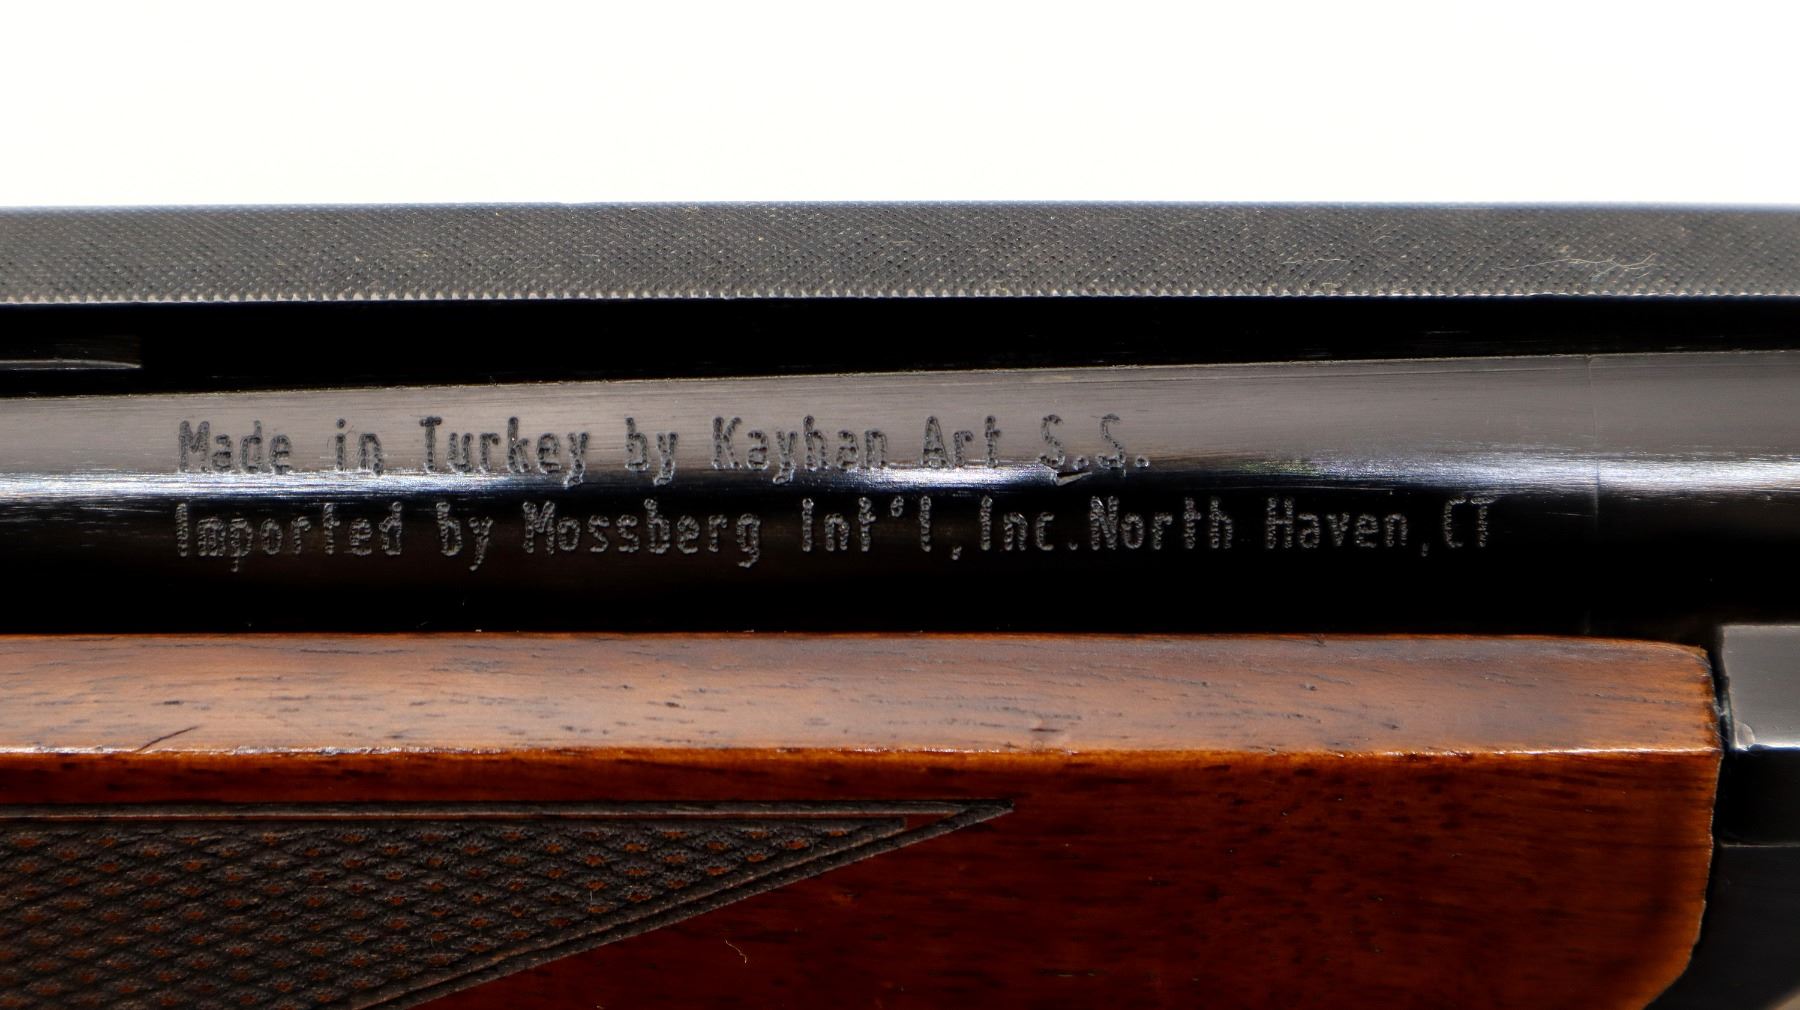 Made in Turkey by Kayhan Art Ş.S.
Imported by Mossberg Int'l, Inc. North Haven, CT